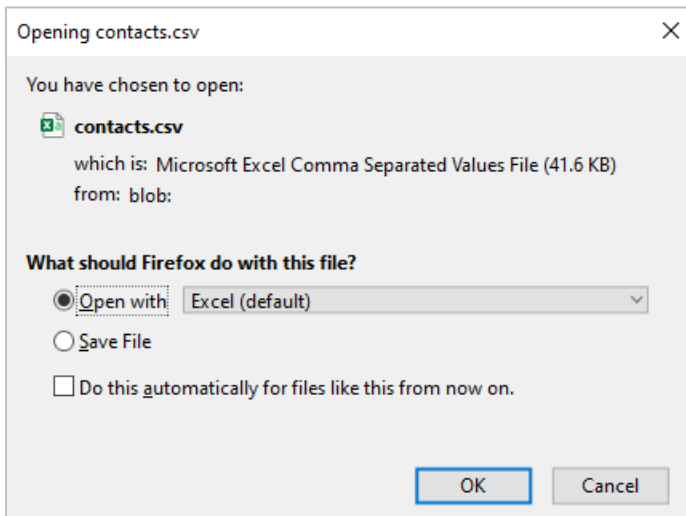 Opening contacts.csv
You have chosen to open:
contacts.csv
which is: Microsoft Excel Comma Separated Values File (41.6 KB)
from: blob:
What should Firefox do with this file?
Open with Excel (default)
Save File
Do this automatically for files like this from now on.
OK Cancel